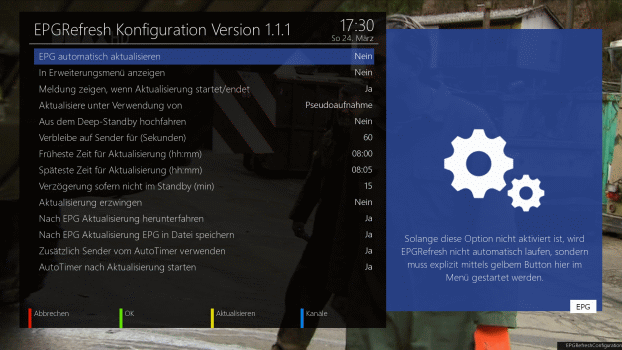 EPGRefresh Konfiguration Version 1.1.1
17:30
So 24. März
EPG automatisch aktualisieren Nein
In Erweiterungsmenü anzeigen Nein
Meldung zeigen, wenn Aktualisierung startet/endet Ja
Aktualisiere unter Verwendung von Pseudoaufnahme
Aus dem Deep-Standby hochfahren Nein
Verbleibe auf Sender für (Sekunden) 60
Früheste Zeit für Aktualisierung (hh:mm) 08:00
Späteste Zeit für Aktualisierung (hh:mm) 08:05
Verzögerung sofern nicht im Standby (min) 15
Aktualisierung erzwingen Nein
Nach EPG Aktualisierung herunterfahren Ja
Nach EPG Aktualisierung EPG in Datei speichern Ja
Zusätzlich Sender vom AutoTimer verwenden Ja
AutoTimer nach Aktualisierung starten Ja
Solange diese Option nicht aktiviert ist, wird
EPGRefresh nicht automatisch laufen, sondern
muss explizit mittels gelbem Button hier im
Menü gestartet werden.
EPG
Abbrechen OK Aktualisieren Kanäle
EPGRefreshConfiguration